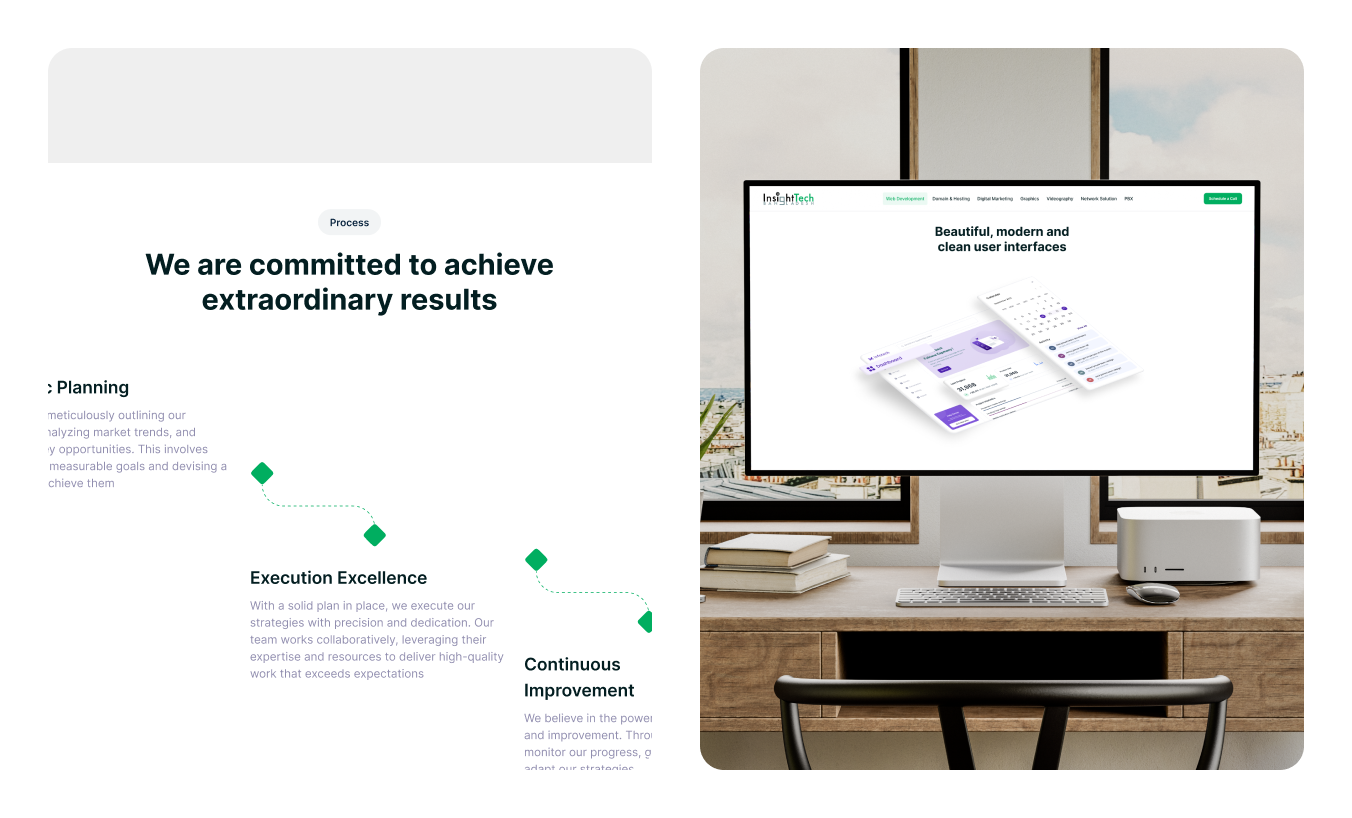 Process
We are committed to achieve
extraordinary results
c Planning
meticulously outlining our
nalyzing market trends, and
y opportunities. This involves
measurable goals and devising a
chieve them
Execution Excellence
With a solid plan in place, we execute our
strategies with precision and dedication. Our
team works collaboratively, leveraging their
expertise and resources to deliver high-quality
work that exceeds expectations
Continuous
Improvement
We believe in the power
and improvement. Throu
monitor our progress, g
adapt our strategies
InsightTech
Web Development Domain & Hosting Digital Marketing Graphics Videography Network Solution PBX
Schedule a Call
Beautiful, modern and
clean user interfaces
Dashboard
31,868